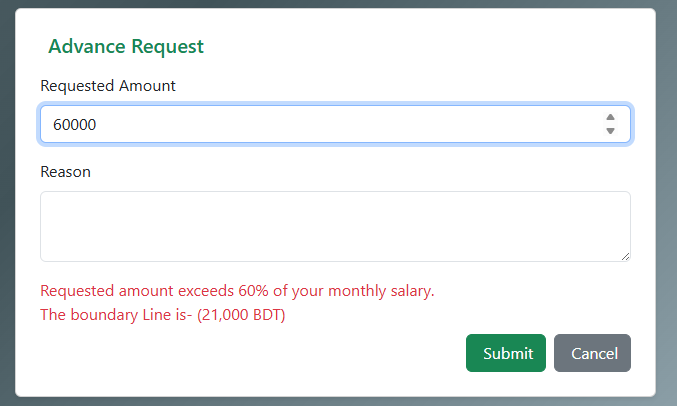 Advance Request
Requested Amount
60000
Reason
Requested amount exceeds 60% of your monthly salary.
The boundary Line is- (21,000 BDT)
Submit Cancel